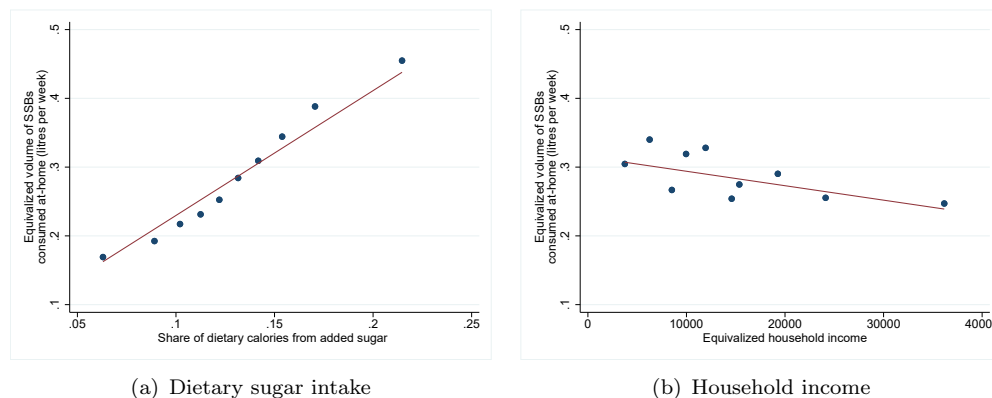 Equivalized volume of SSBs
consumed at-home (litres per week)
.5
.4
.3
.2
.1
.05
.1
.15
.2
.25
Share of dietary calories from added sugar
(a) Dietary sugar intake
Equivalized volume of SSBs
consumed at-home (litres per week)
.5
.4
.3
.2
.1
0
10000
20000
30000
4000
Equivalized household income
(b) Household income